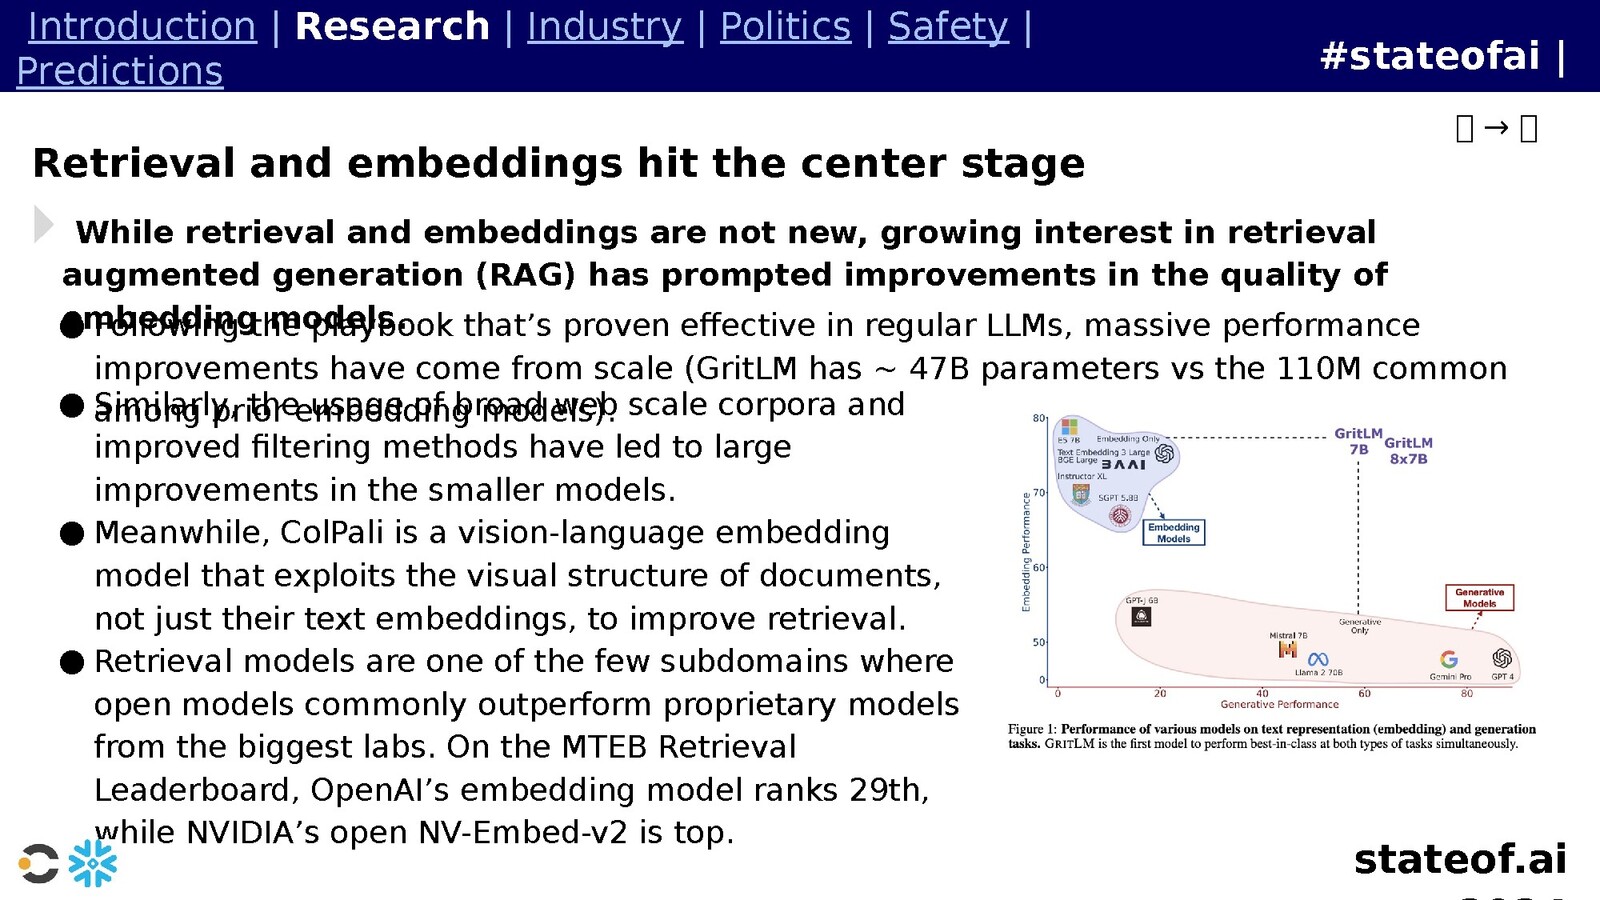 Introduction | Research | Industry | Politics | Safety |
Predictions
#stateofai |
→
Retrieval and embeddings hit the center stage
While retrieval and embeddings are not new, growing interest in retrieval
augmented generation (RAG) has prompted improvements in the quality of
embedding models.
● Following the playbook that’s proven effective in regular LLMs, massive performance
improvements have come from scale (GritLM has ~ 47B parameters vs the 110M common
among prior embedding models).
● Similarly, the usage of broad web scale corpora and
improved filtering methods have led to large
improvements in the smaller models.
● Meanwhile, ColPali is a vision-language embedding
model that exploits the visual structure of documents,
not just their text embeddings, to improve retrieval.
● Retrieval models are one of the few subdomains where
open models commonly outperform proprietary models
from the biggest labs. On the MTEB Retrieval
Leaderboard, OpenAI’s embedding model ranks 29th,
while NVIDIA’s open NV-Embed-v2 is top.
80
70
60
50
0
Embedding Performance
E5 7B
Embedding Only
Text Embedding 3 Large
BGE Large
BAAI
Instructor XL
SGPT 5.8B
Embedding
Models
GritLM
7B
GritLM
8x7B
GPT-J 6B
Generative
Models
Generative
Only
Mistral 7B
Llama 2 70B
Gemini Pro
GPT 4
0 20 40 60 80
Generative Performance
Figure 1: Performance of various models on text representation (embedding) and generation
tasks. GRITLM is the first model to perform best-in-class at both types of tasks simultaneously.
stateof.ai